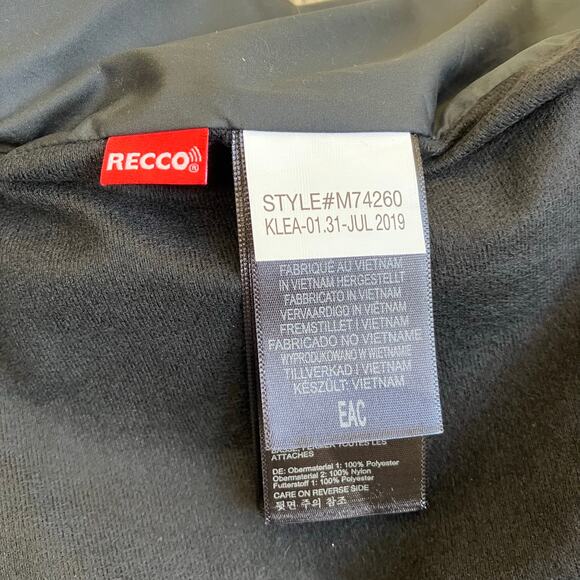 RECCO®
STYLE#M74260
KLEA-01.31-JUL 2019
FABRIQUÉ AU VIETNAM
IN VIETNAM HERGESTELLT
FABBRICATO IN VIETNAM
VERVAARDIGD IN VIETNAM
FREMSTILLET I VIETNAM
FABRICADO NO VIETNAME
WYPRODUKOWANO W WIETNAMIE
TILLVERKAD I VIETNAM
KÉSZÜLT: VIETNAM
EAC
TOUTES LES
ATTACHES
DE: Obermaterial 1: 100% Polyester
Obermaterial 2: 100% Nylon
Futterstoff 1: 100% Polyester
CARE ON REVERSE SIDE
뒷면 주의 참조